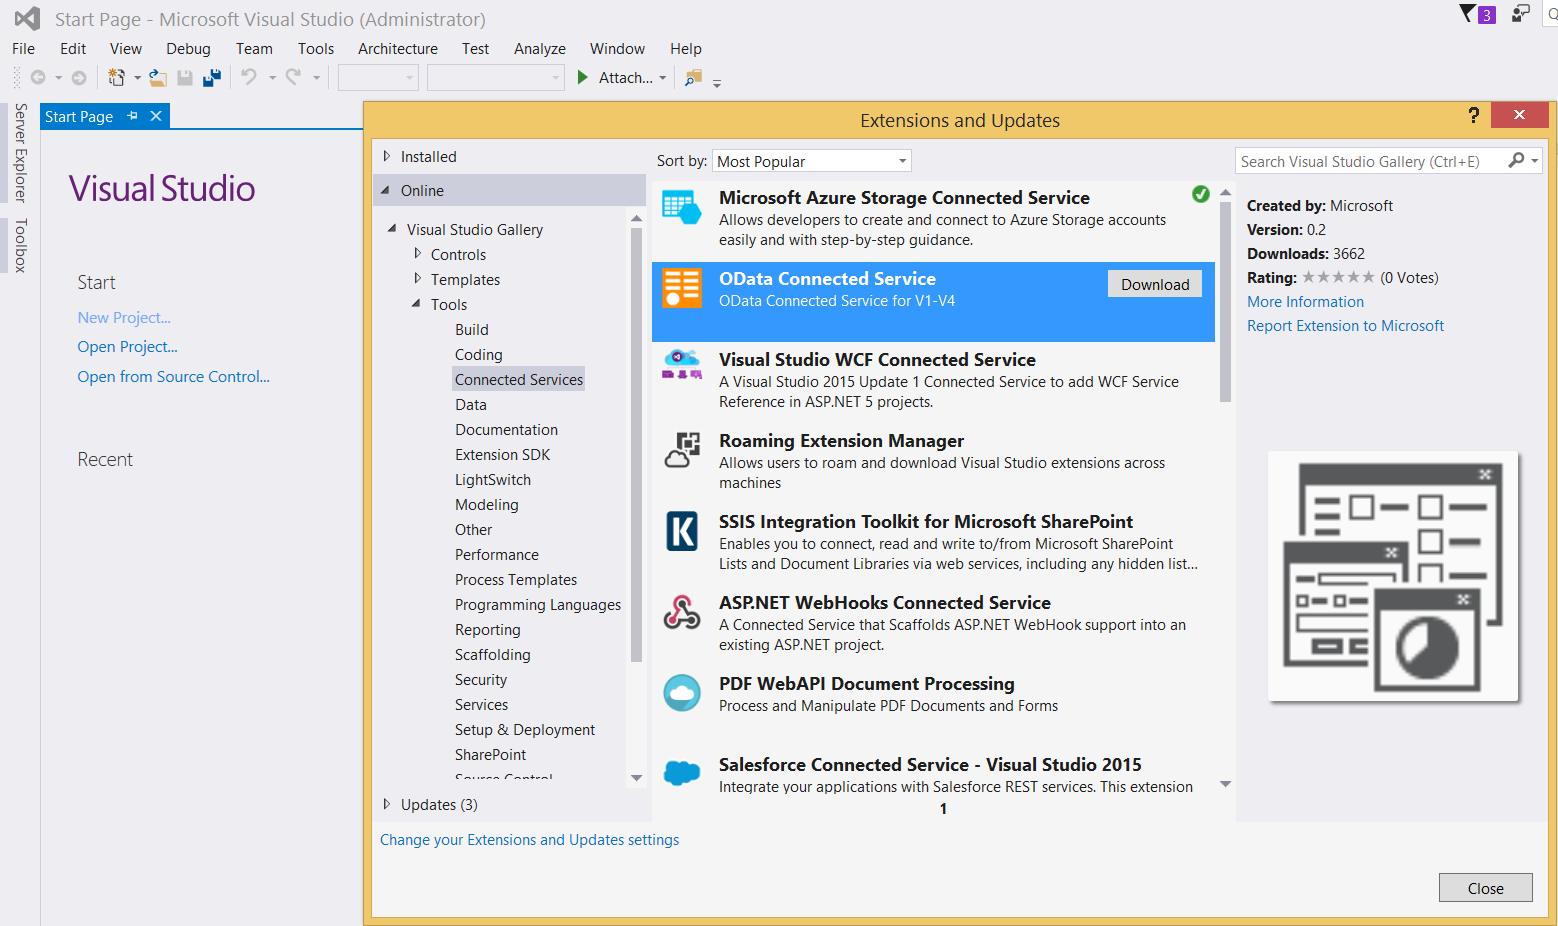 Start Page - Microsoft Visual Studio (Administrator)
3
File Edit View Debug Team Tools Architecture Test Analyze Window Help
Attach...
Server Explorer
Toolbox
Start Page
Visual Studio
Start
New Project...
Open Project...
Open from Source Control...
Recent
Extensions and Updates
?
Installed
Online
Visual Studio Gallery
Controls
Templates
Tools
Build
Coding
Connected Services
Data
Documentation
Extension SDK
LightSwitch
Modeling
Other
Performance
Process Templates
Programming Languages
Reporting
Scaffolding
Security
Services
Setup & Deployment
SharePoint
Source Control
Updates (3)
Change your Extensions and Updates settings
Sort by: Most Popular
Microsoft Azure Storage Connected Service
Allows developers to create and connect to Azure Storage accounts
easily and with step-by-step guidance.
OData Connected Service
OData Connected Service for V1-V4
Download
Visual Studio WCF Connected Service
A Visual Studio 2015 Update 1 Connected Service to add WCF Service
Reference in ASP.NET 5 projects.
Roaming Extension Manager
Allows users to roam and download Visual Studio extensions across
machines
K
SSIS Integration Toolkit for Microsoft SharePoint
Enables you to connect, read and write to/from Microsoft SharePoint
Lists and Document Libraries via web services, including any hidden list...
ASP.NET WebHooks Connected Service
A Connected Service that Scaffolds ASP.NET WebHook support into an
existing ASP.NET project.
PDF WebAPI Document Processing
Process and Manipulate PDF Documents and Forms
Salesforce Connected Service - Visual Studio 2015
Integrate your applications with Salesforce REST services. This extension
1
Search Visual Studio Gallery (Ctrl+E)
Created by: Microsoft
Version: 0.2
Downloads: 3662
Rating: (0 Votes)
More Information
Report Extension to Microsoft
Close